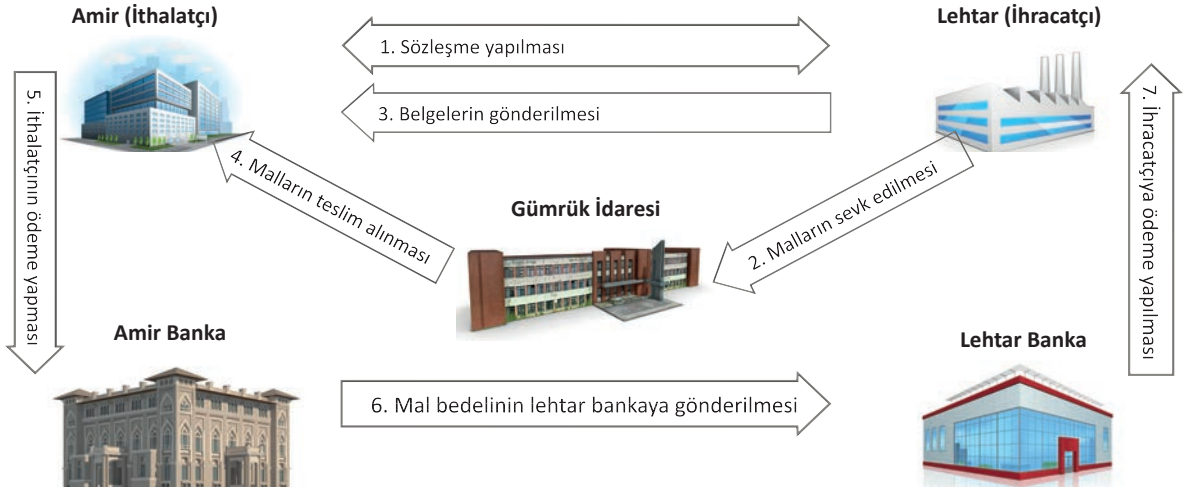 Amir (İthalatçı)
Lehtar (İhracatçı)
1. Sözleşme yapılması
3. Belgelerin gönderilmesi
5. İthalatçının ödeme yapması
7. İhracatçıya ödeme yapılması
4. Malların teslim alınması
2. Malların sevk edilmesi
Gümrük İdaresi
Amir Banka
Lehtar Banka
6. Mal bedelinin lehtar bankaya gönderilmesi